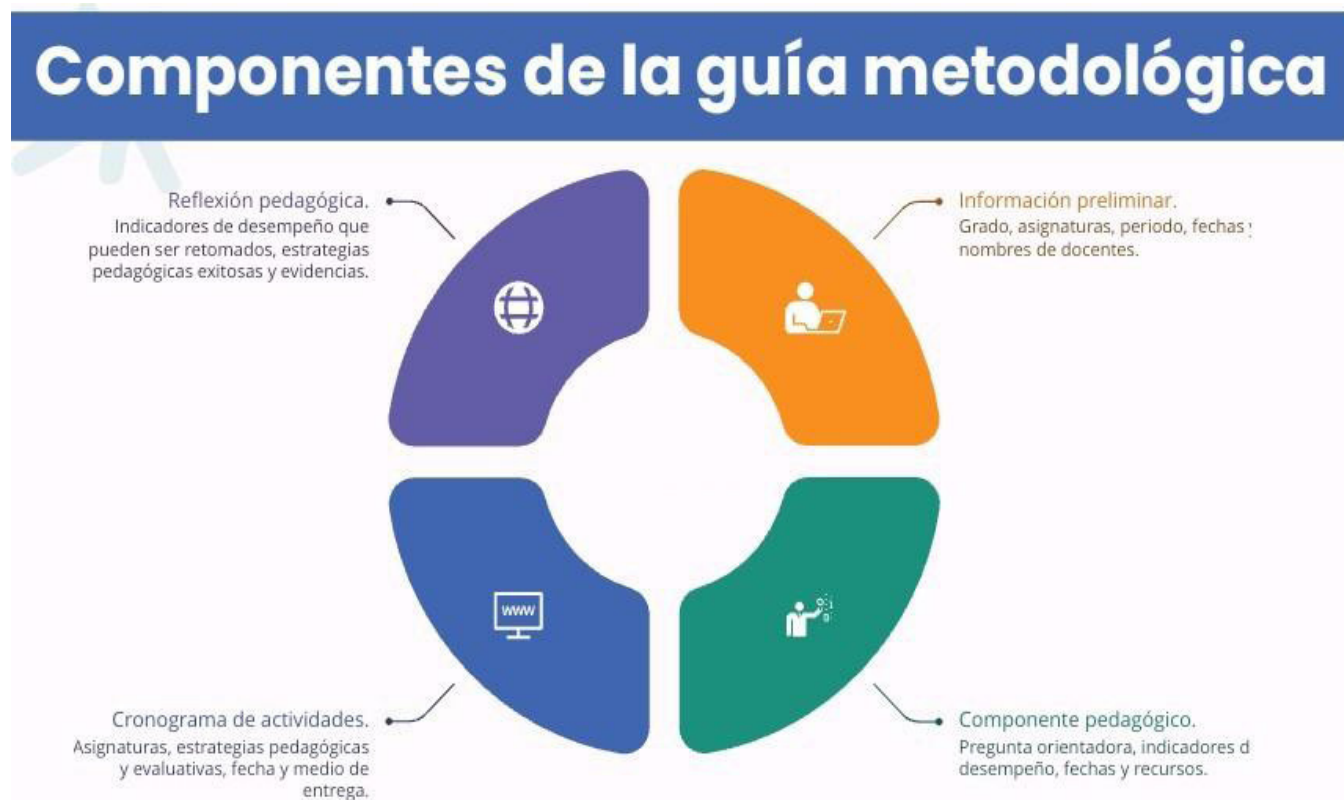 Componentes de la guía metodológica
Reflexión pedagógica.
Indicadores de desempeño que
pueden ser retomados, estrategias
pedagógicas exitosas y evidencias.
Información preliminar.
Grado, asignaturas, periodo, fechas
nombres de docentes.
www
Cronograma de actividades.
Asignaturas, estrategias pedagógicas
y evaluativas, fecha y medio de
entrega.
Componente pedagógico.
Pregunta orientadora, indicadores d
desempeño, fechas y recursos.